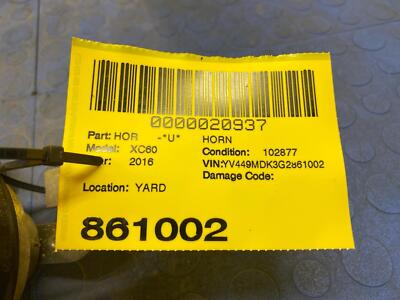 0000020937
Part: HOR -*U* HORN
Model: XC60 Condition: 102877
2016 VIN:YV449MDK3G2861002
Location: YARD Damage Code:
861002